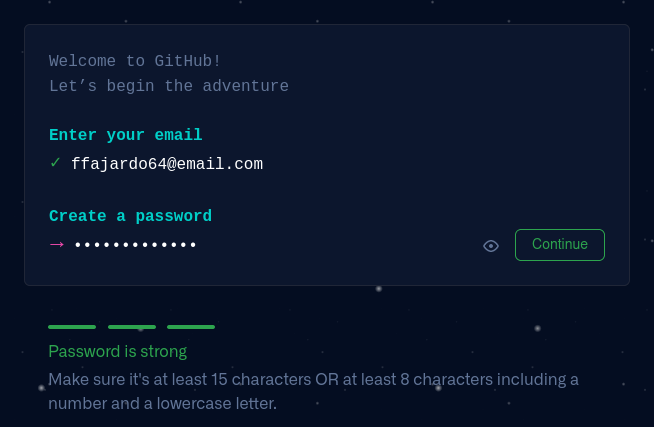 Welcome to GitHub!
Let’s begin the adventure
Enter your email
✓ ffajardo64@email.com
Create a password
→ •••••••••••••
Continue
Password is strong
Make sure it's at least 15 characters OR at least 8 characters including a
number and a lowercase letter.